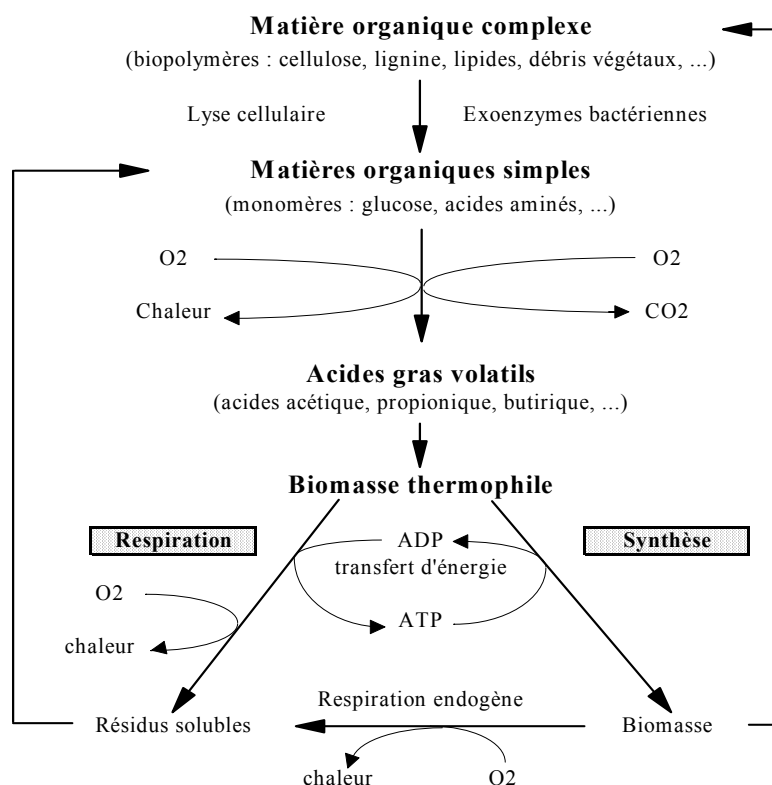 Matière organique complexe
(biopolymères : cellulose, lignine, lipides, débris végétaux, ...)
Lyse cellulaire
Exoenzymes bactériennes
Matières organiques simples
(monomères : glucose, acides aminés, ...)
O2
O2
Chaleur
CO2
Acides gras volatils
(acides acétique, propionique, butirique, ...)
Biomasse thermophile
Respiration
ADP
Synthèse
transfert d'énergie
O2
ATP
chaleur
Respiration endogène
Résidus solubles
Biomasse
chaleur
O2